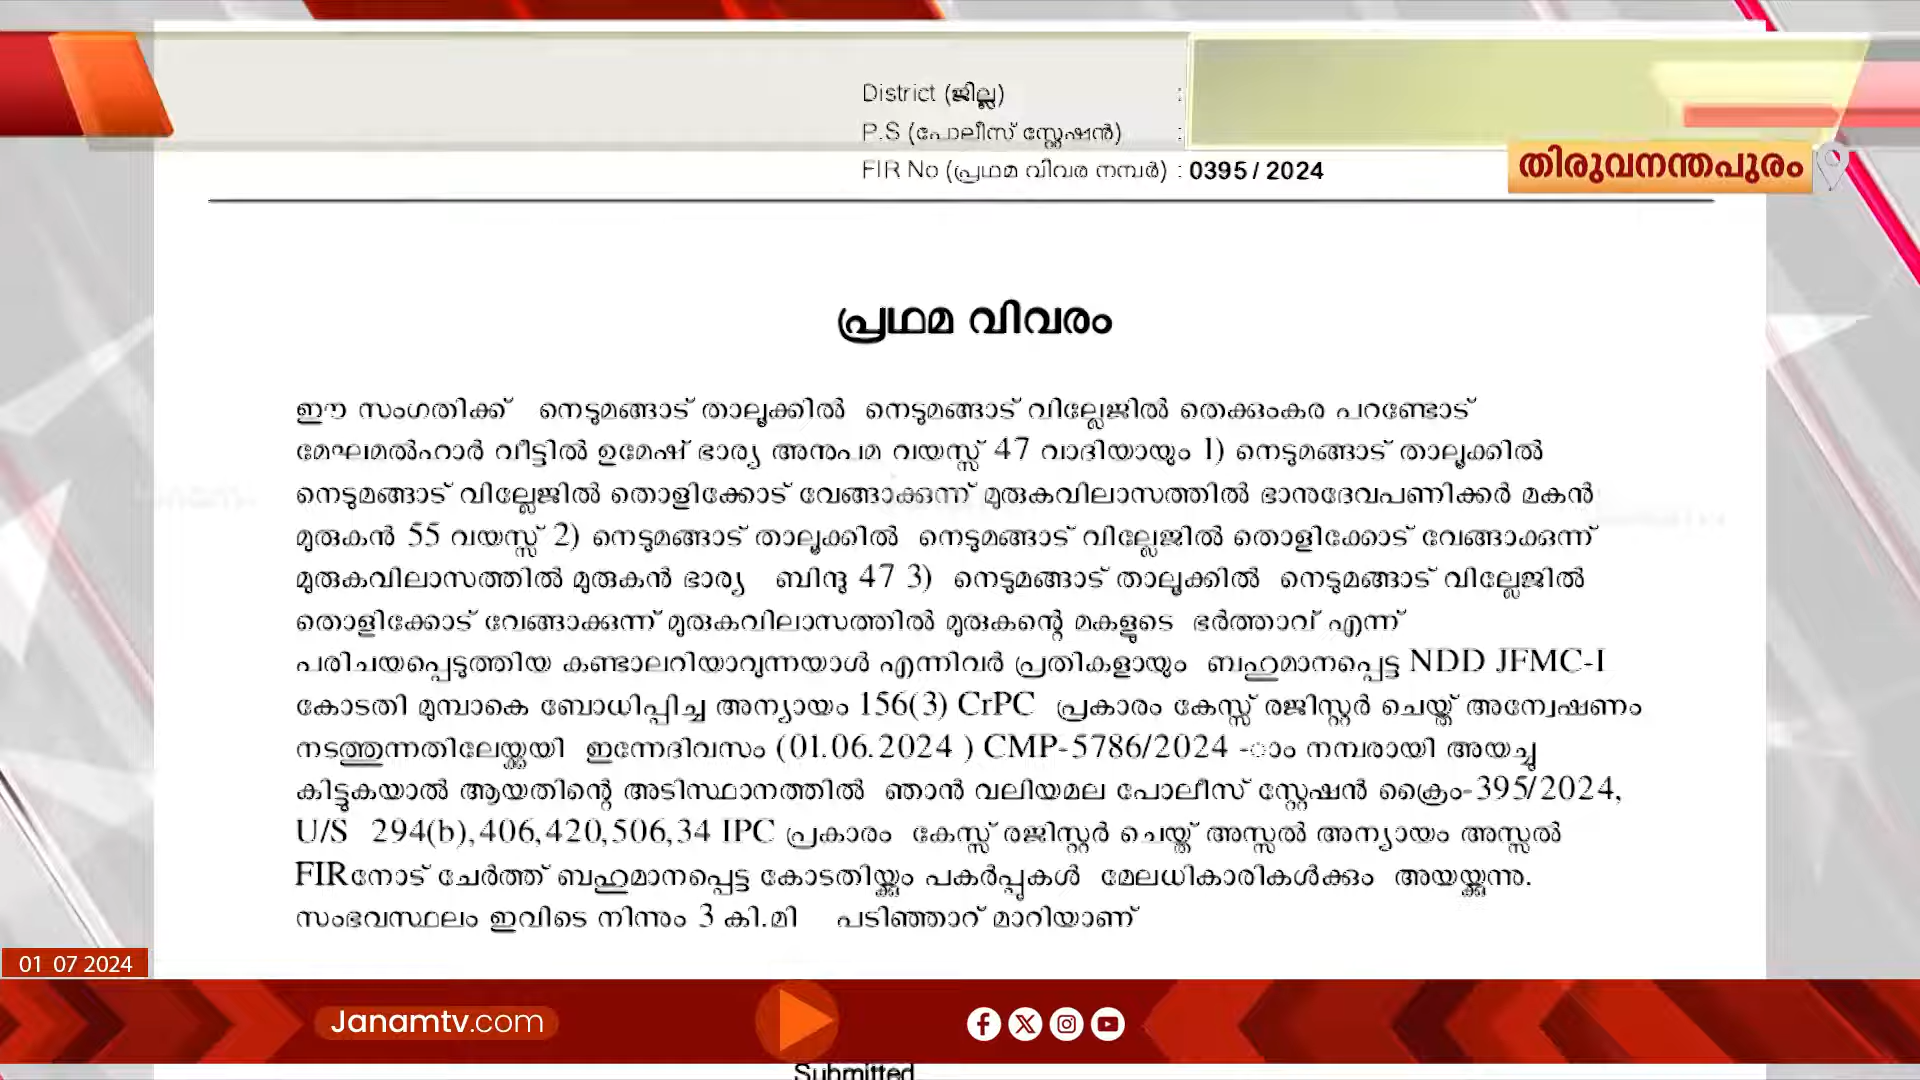 District (ജില്ല) :
P.S (പോലീസ് സ്റ്റേഷൻ) :
FIR No (പ്രഥമ വിവര നമ്പർ) : 0395 / 2024
തിരുവനന്തപുരം
പ്രഥമ വിവരം
ഈ സംഗതിക്ക് നെടുമങ്ങാട് താലൂക്കിൽ നെടുമങ്ങാട് വില്ലേജിൽ തെക്കുംകര പറണ്ടോട്
മേഘമൽഹാർ വീട്ടിൽ ഉമേഷ് ഭാര്യ അനുപമ വയസ്സ് 47 വാദിയായും 1) നെടുമങ്ങാട് താലൂക്കിൽ
നെടുമങ്ങാട് വില്ലേജിൽ തൊളിക്കോട് വേങ്ങാക്കുന്ന് മുരുകവിലാസത്തിൽ ഭാനുദേവപണിക്കർ മകൻ
മുരുകൻ 55 വയസ്സ് 2) നെടുമങ്ങാട് താലൂക്കിൽ നെടുമങ്ങാട് വില്ലേജിൽ തൊളിക്കോട് വേങ്ങാക്കുന്ന്
മുരുകവിലാസത്തിൽ മുരുകൻ ഭാര്യ ബിന്ദു 47 3) നെടുമങ്ങാട് താലൂക്കിൽ നെടുമങ്ങാട് വില്ലേജിൽ
തൊളിക്കോട് വേങ്ങാക്കുന്ന് മുരുകവിലാസത്തിൽ മുരുകന്റെ മകളുടെ ഭർത്താവ് എന്ന്
പരിചയപ്പെടുത്തിയ കണ്ടാലറിയാവുന്നയാൾ എന്നിവർ പ്രതികളായും ബഹുമാനപ്പെട്ട NDD JFMC-I
കോടതി മുമ്പാകെ ബോധിപ്പിച്ച അന്യായം 156(3) CrPC പ്രകാരം കേസ്സ് രജിസ്റ്റർ ചെയ്ത് അന്വേഷണം
നടത്തുന്നതിലേയ്ക്കയി ഇന്നേദിവസം (01.06.2024 ) CMP-5786/2024 -ാം നമ്പരായി അയച്ചു
കിട്ടുകയാൽ ആയതിന്റെ അടിസ്ഥാനത്തിൽ ഞാൻ വലിയമല പോലീസ് സ്റ്റേഷൻ ക്രൈം-395/2024,
U/S 294(b),406,420,506,34 IPC പ്രകാരം കേസ്സ് രജിസ്റ്റർ ചെയ്ത് അസ്സൽ അന്യായം അസ്സൽ
FIRനോട് ചേർത്ത് ബഹുമാനപ്പെട്ട കോടതിയ്ക്കും പകർപ്പുകൾ മേലധികാരികൾക്കും അയയ്ക്കുന്നു.
സംഭവസ്ഥലം ഇവിടെ നിന്നും 3 കി.മി പടിഞ്ഞാറ് മാറിയാണ്
01 07 2024
Janamtv.com
Submitted